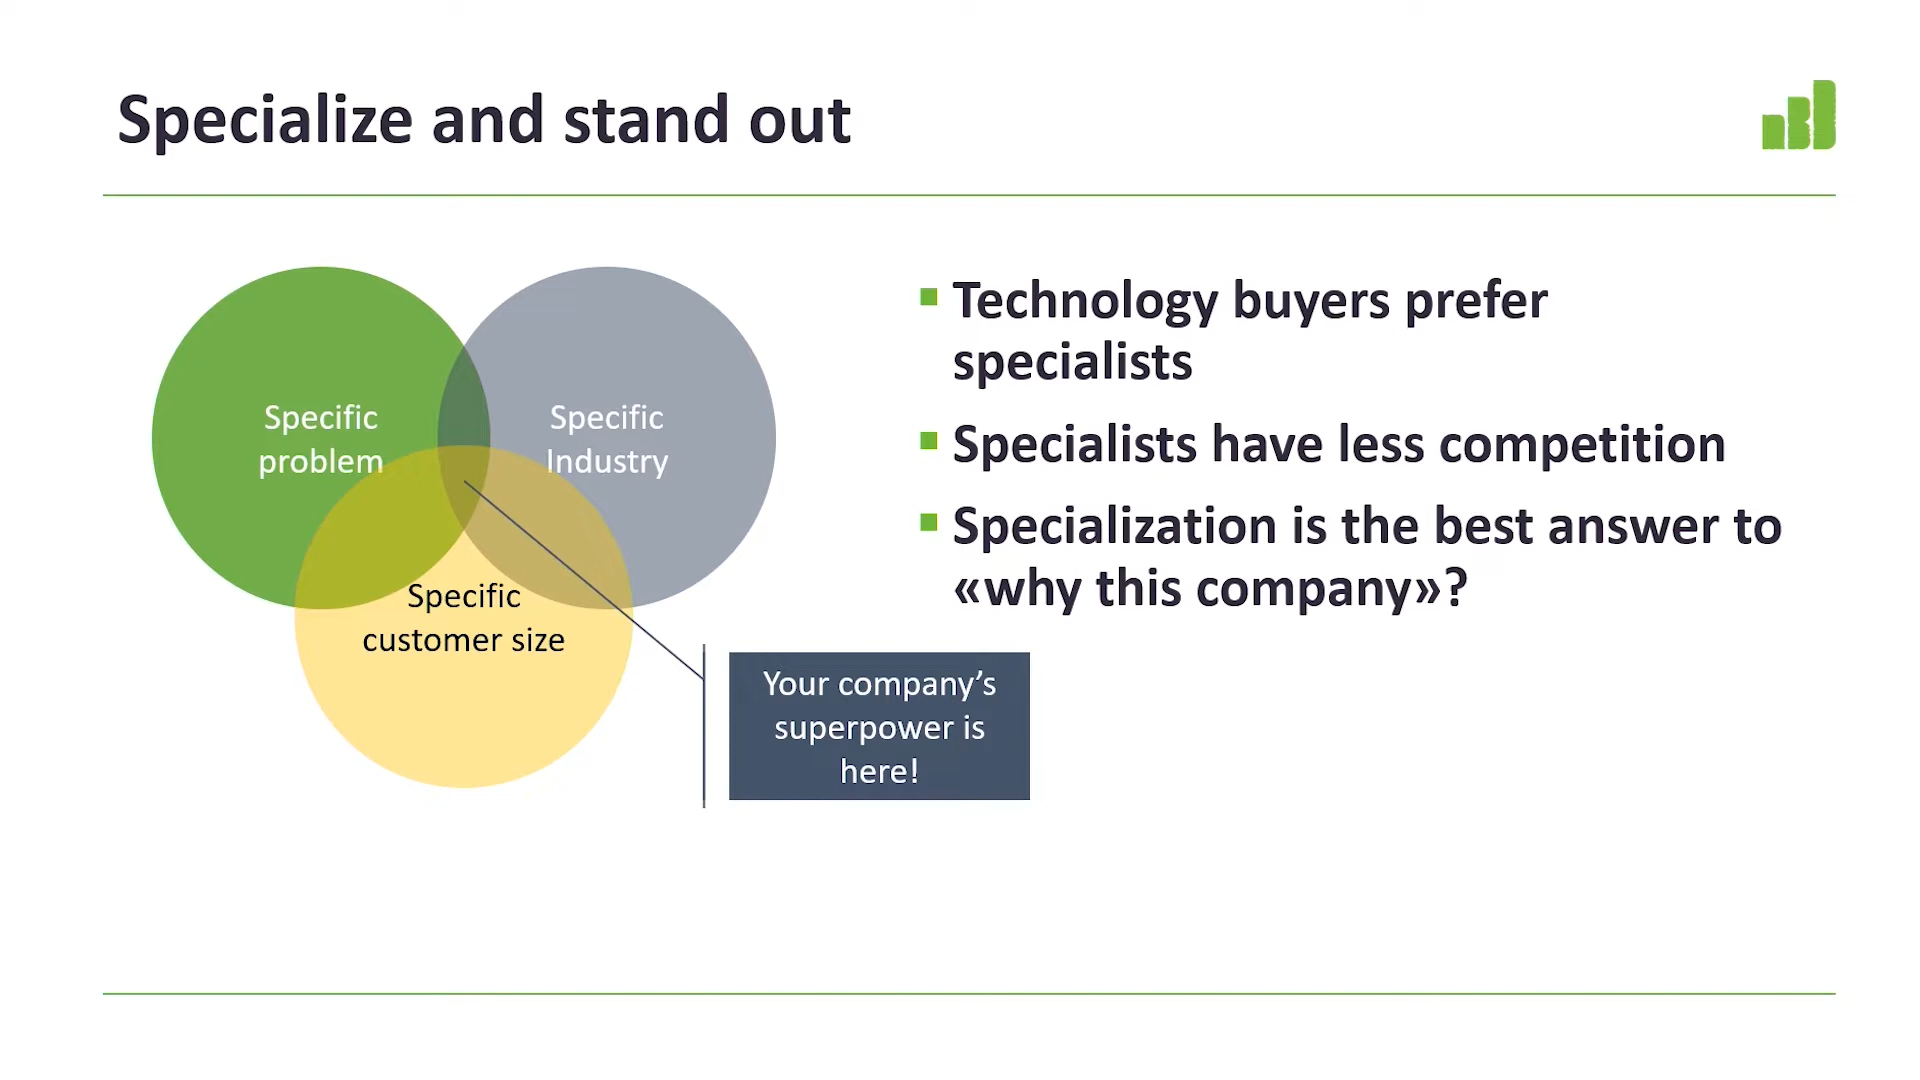 Specialize and stand out
Specific
problem
Specific
Industry
Specific
customer size
Your company’s
superpower is
here!
Technology buyers prefer
specialists
Specialists have less competition
Specialization is the best answer to
«why this company»?